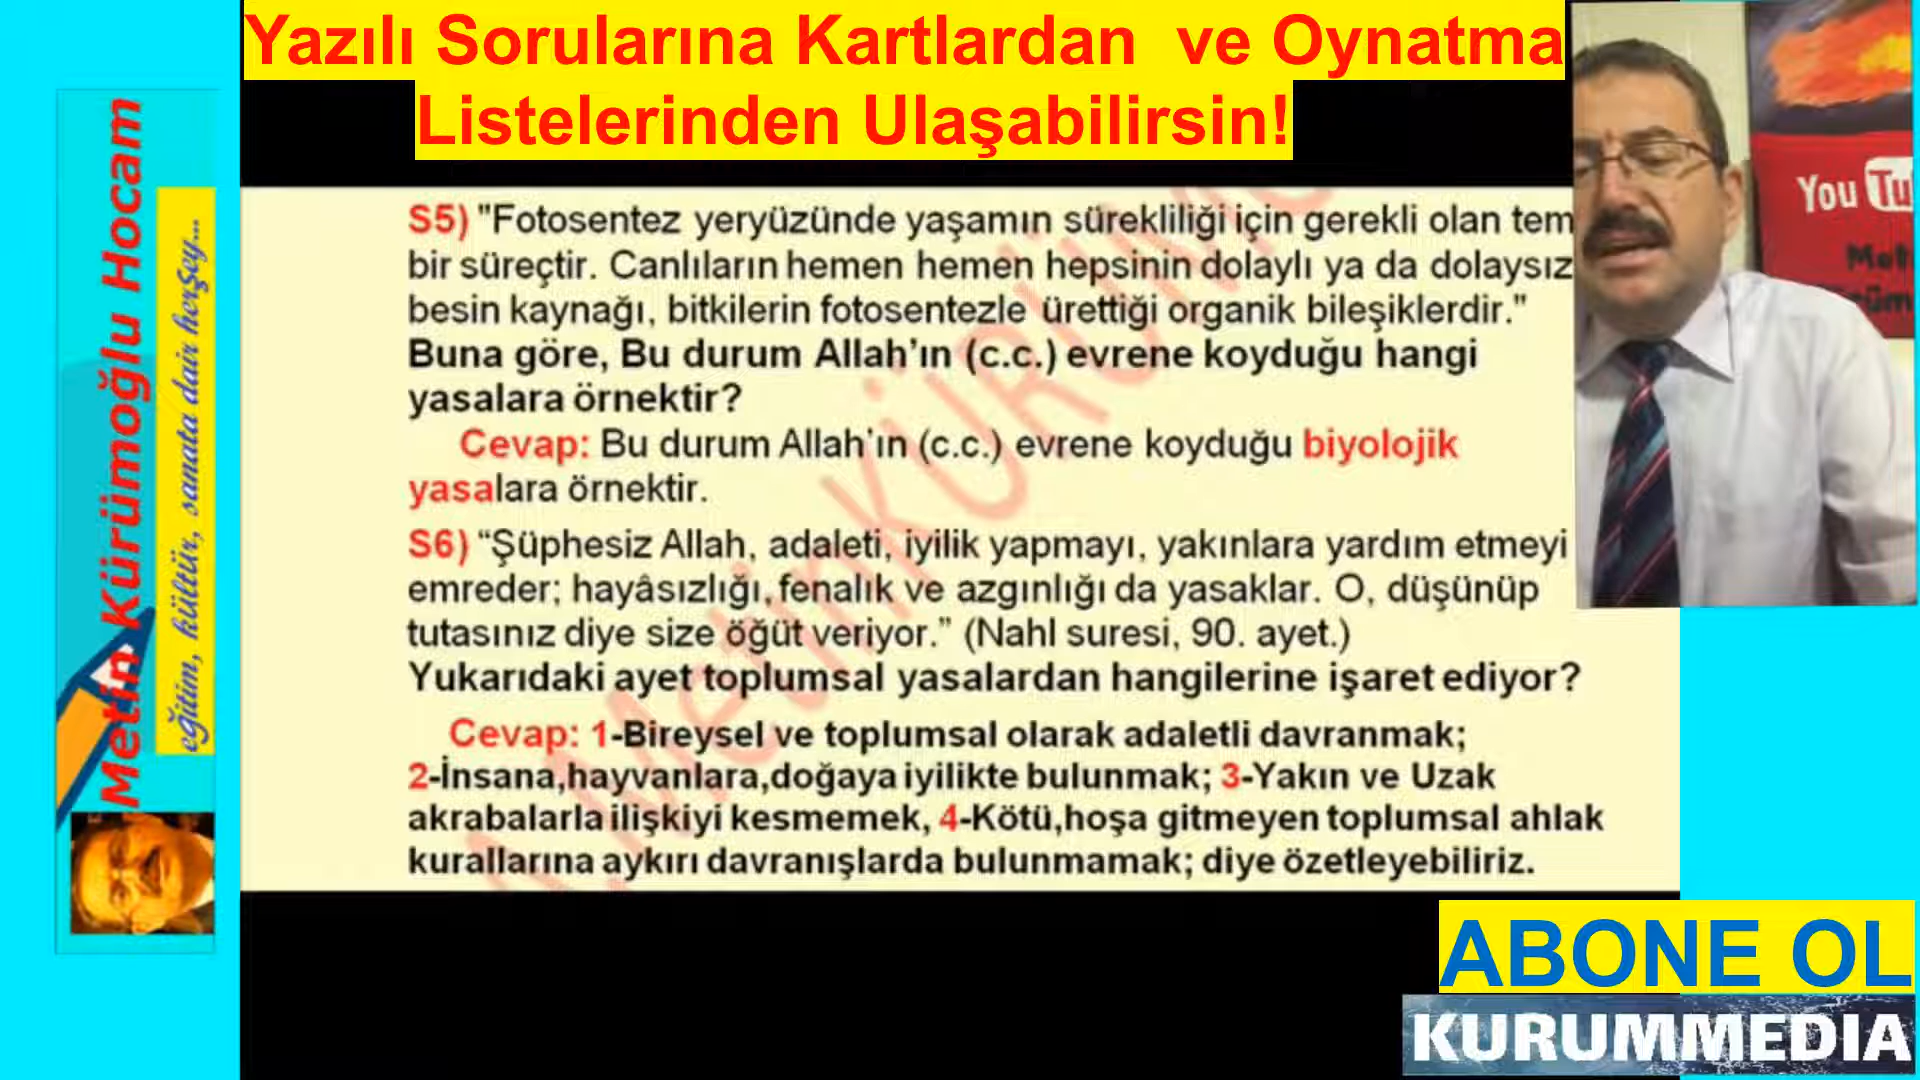 Yazılı Sorularına Kartlardan ve Oynatma
Listelerinden Ulaşabilirsin!
Metin Kürümoğlu Hocam
eğitim, kültür, sanata dair herşey...
S5) "Fotosentez yeryüzünde yaşamın sürekliliği için gerekli olan tem
bir süreçtir. Canlıların hemen hemen hepsinin dolaylı ya da dolaysız
besin kaynağı, bitkilerin fotosentezle ürettiği organik bileşiklerdir."
Buna göre, Bu durum Allah'ın (c.c.) evrene koyduğu hangi
yasalara örnektir?
Cevap: Bu durum Allah'ın (c.c.) evrene koyduğu biyolojik
yasalara örnektir.
S6) “Şüphesiz Allah, adaleti, iyilik yapmayı, yakınlara yardım etmeyi
emreder; hayâsızlığı, fenalık ve azgınlığı da yasaklar. O, düşünüp
tutasınız diye size öğüt veriyor.” (Nahl suresi, 90. ayet.)
Yukarıdaki ayet toplumsal yasalardan hangilerine işaret ediyor?
Cevap: 1-Bireysel ve toplumsal olarak adaletli davranmak;
2-İnsana,hayvanlara,doğaya iyilikte bulunmak; 3-Yakın ve Uzak
akrabalarla ilişkiyi kesmemek, 4-Kötü,hoşa gitmeyen toplumsal ahlak
kurallarına aykırı davranışlarda bulunmamak; diye özetleyebiliriz.
You Tu
Met
ABONE OL
KURUMMEDIA